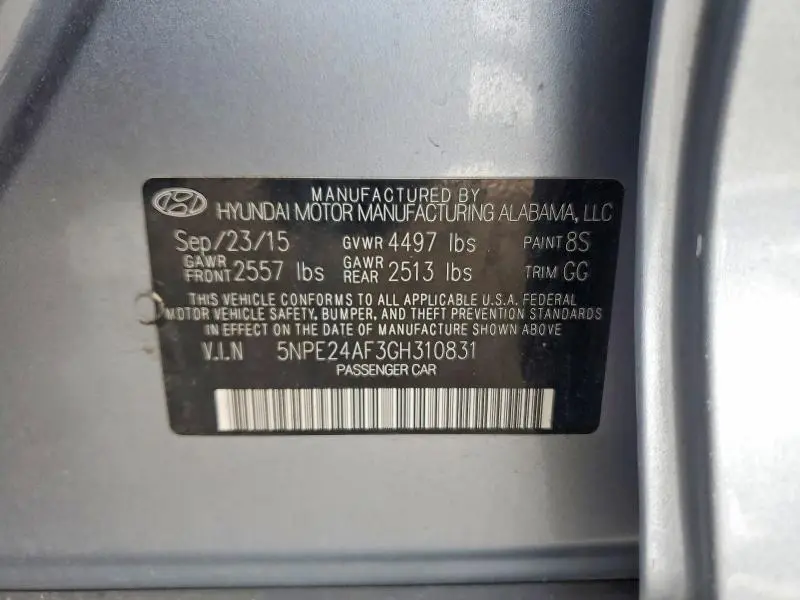 MANUFACTURED BY
HYUNDAI MOTOR MANUFACTURING ALABAMA, LLC
Sep/23/15 GVWR 4497 lbs PAINT 8S
GAWR FRONT 2557 lbs GAWR REAR 2513 lbs TRIM GG
THIS VEHICLE CONFORMS TO ALL APPLICABLE U.S.A. FEDERAL
MOTOR VEHICLE SAFETY, BUMPER, AND THEFT PREVENTION STANDARDS
IN EFFECT ON THE DATE OF MANUFACTURE SHOWN ABOVE
V.I.N 5NPE24AF3GH310831
PASSENGER CAR